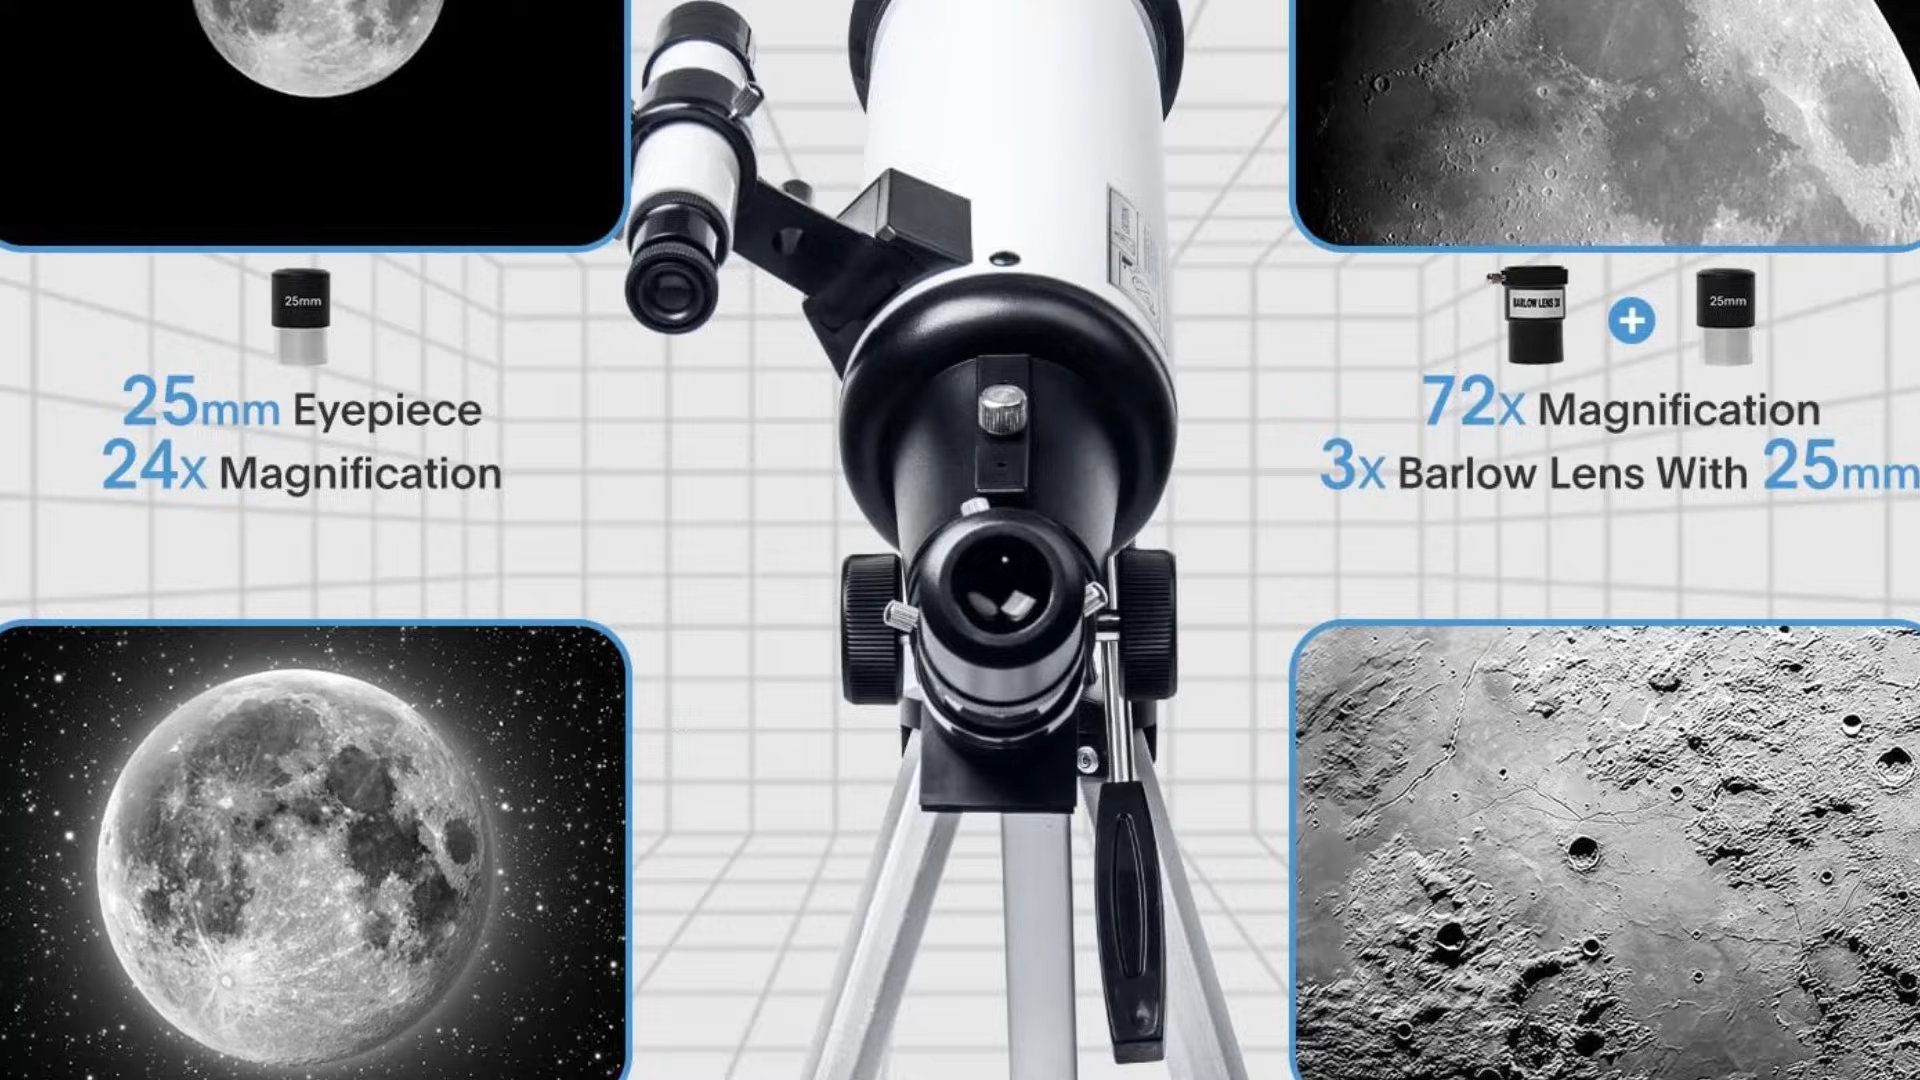 25mm
25mm Eyepiece
24x Magnification
BARLOW LENS 3X
25mm
72x Magnification
3x Barlow Lens With 25mm